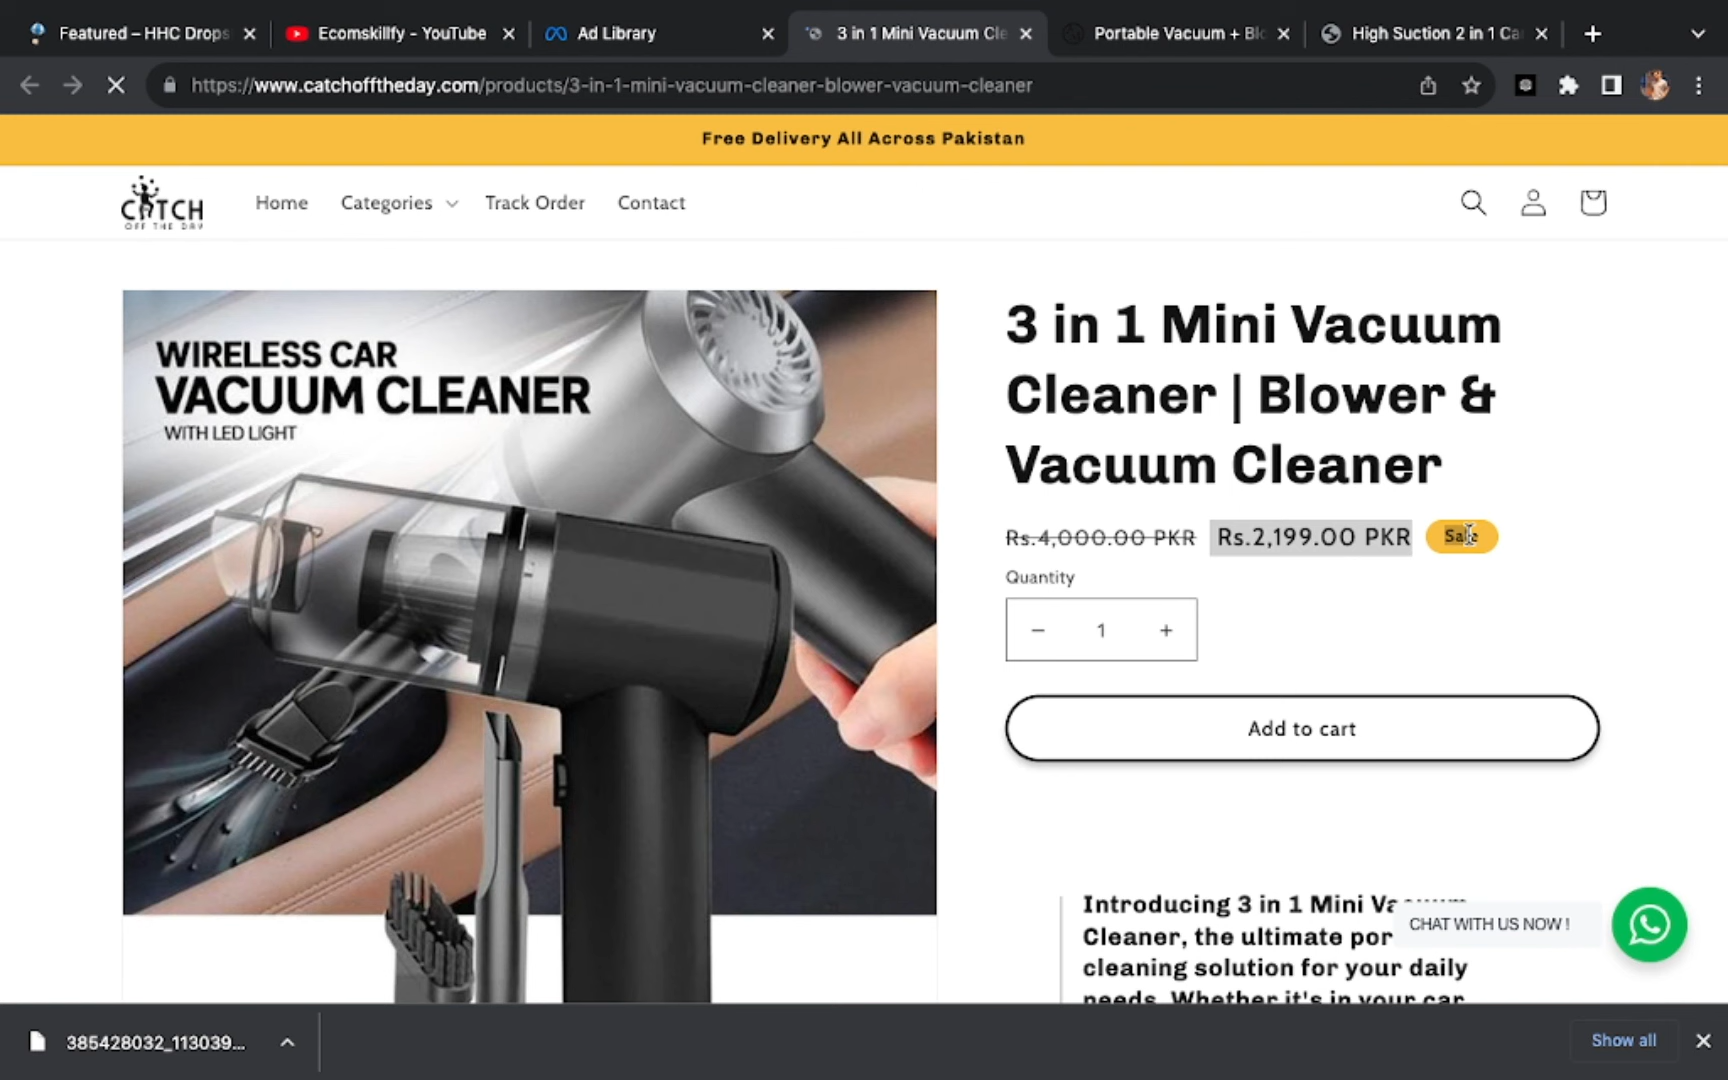 Featured – HHC Drops
Ecomskillfy - YouTube
Ad Library
3 in 1 Mini Vacuum Cle
Portable Vacuum + Blo
High Suction 2 in 1 Ca
https://www.catchofftheday.com/products/3-in-1-mini-vacuum-cleaner-blower-vacuum-cleaner
Free Delivery All Across Pakistan
CATCH
OFF THE DAY
Home
Categories
Track Order
Contact
WIRELESS CAR
VACUUM CLEANER
WITH LED LIGHT
3 in 1 Mini Vacuum
Cleaner | Blower &
Vacuum Cleaner
Rs.4,000.00 PKR Rs.2,199.00 PKR Sale
Quantity
− 1 +
Add to cart
Introducing 3 in 1 Mini Vacuum
Cleaner, the ultimate por
cleaning solution for your daily
needs. Whether it's in your car,
CHAT WITH US NOW !
385428032_113039...
Show all